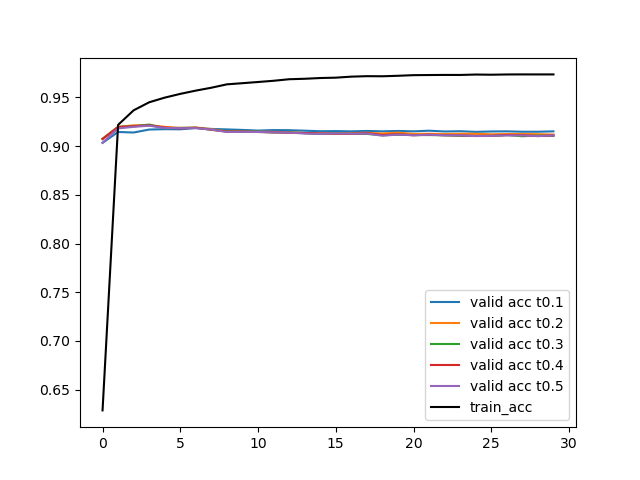 0.95
0.90
0.85
0.80
0.75
0.70
0.65
0
5
10
15
20
25
30
valid acc t0.1
valid acc t0.2
valid acc t0.3
valid acc t0.4
valid acc t0.5
train_acc